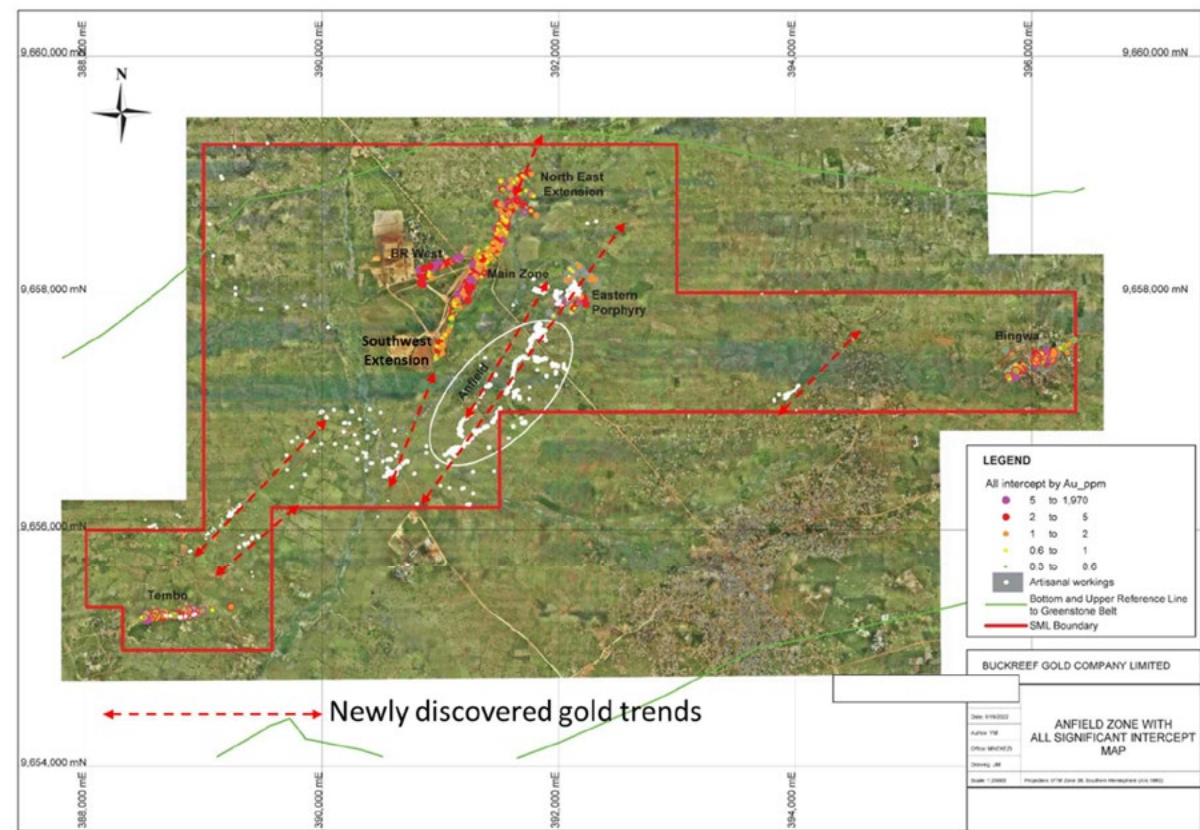 388,000 mE
390,000 mE
392,000 mE
394,000 mE
396,000 mE
9,660,000 mN
9,660,000 mN
N
North East
Extension
BR West
Main Zone
9,658,000 mN
9,658,000 mN
Eastern
Porphyry
Southwest
Extension
Bingwa
Anfield
LEGEND
All intercept by Au_ppm
5 to 1,970
2 to 5
1 to 2
0.6 to 1
0.3 to 0.6
Artisanal workings
Bottom and Upper Reference Line
to Greenstone Belt
SML Boundary
9,656,000 mN
Tembo
BUCKREEF GOLD COMPANY LIMITED
Newly discovered gold trends
ANFIELD ZONE WITH
ALL SIGNIFICANT INTERCEPT
MAP
Author: YM
Drawing: JM
9,654,000 mN
388,000 mE
390,000 mE
392,000 mE
394,000 mE